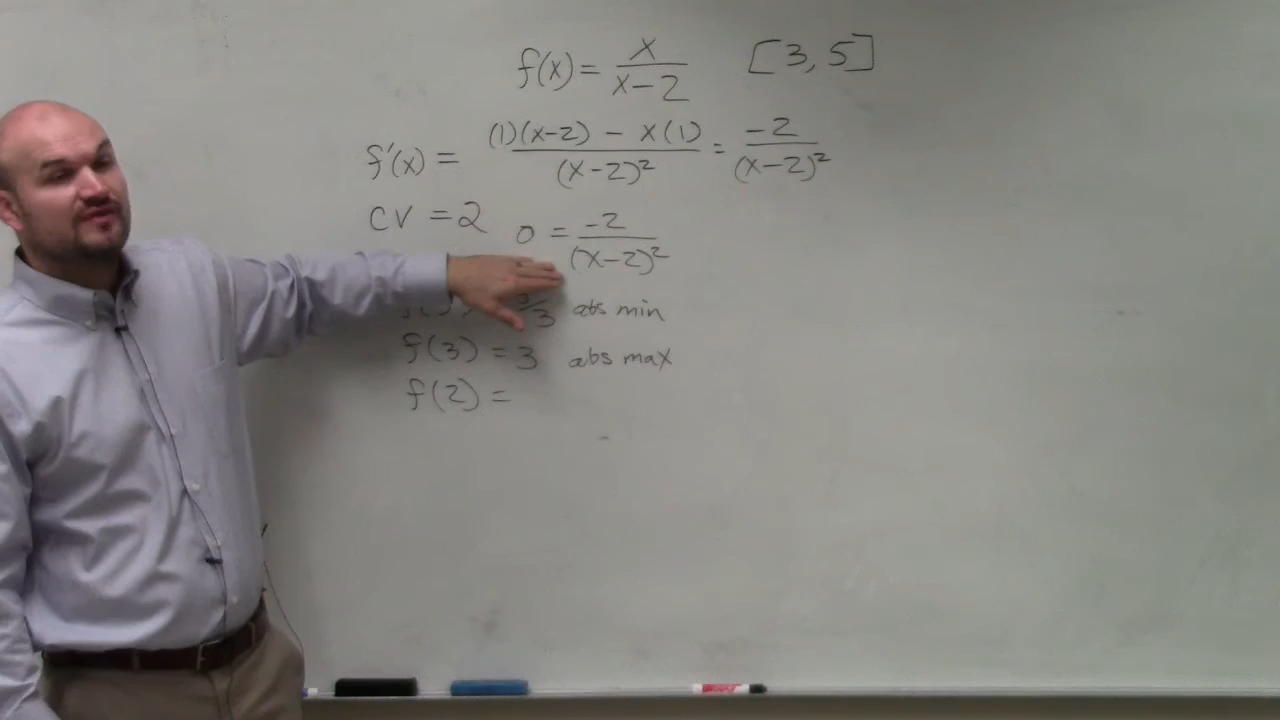 f(x) = x/(x-2) [3, 5]
f'(x) = ((1)(x-2) - x(1))/(x-2)² = -2/(x-2)²
cv = 2 0 = -2/(x-2)²
/3 abs min
f(3) = 3 abs max
f(2) =